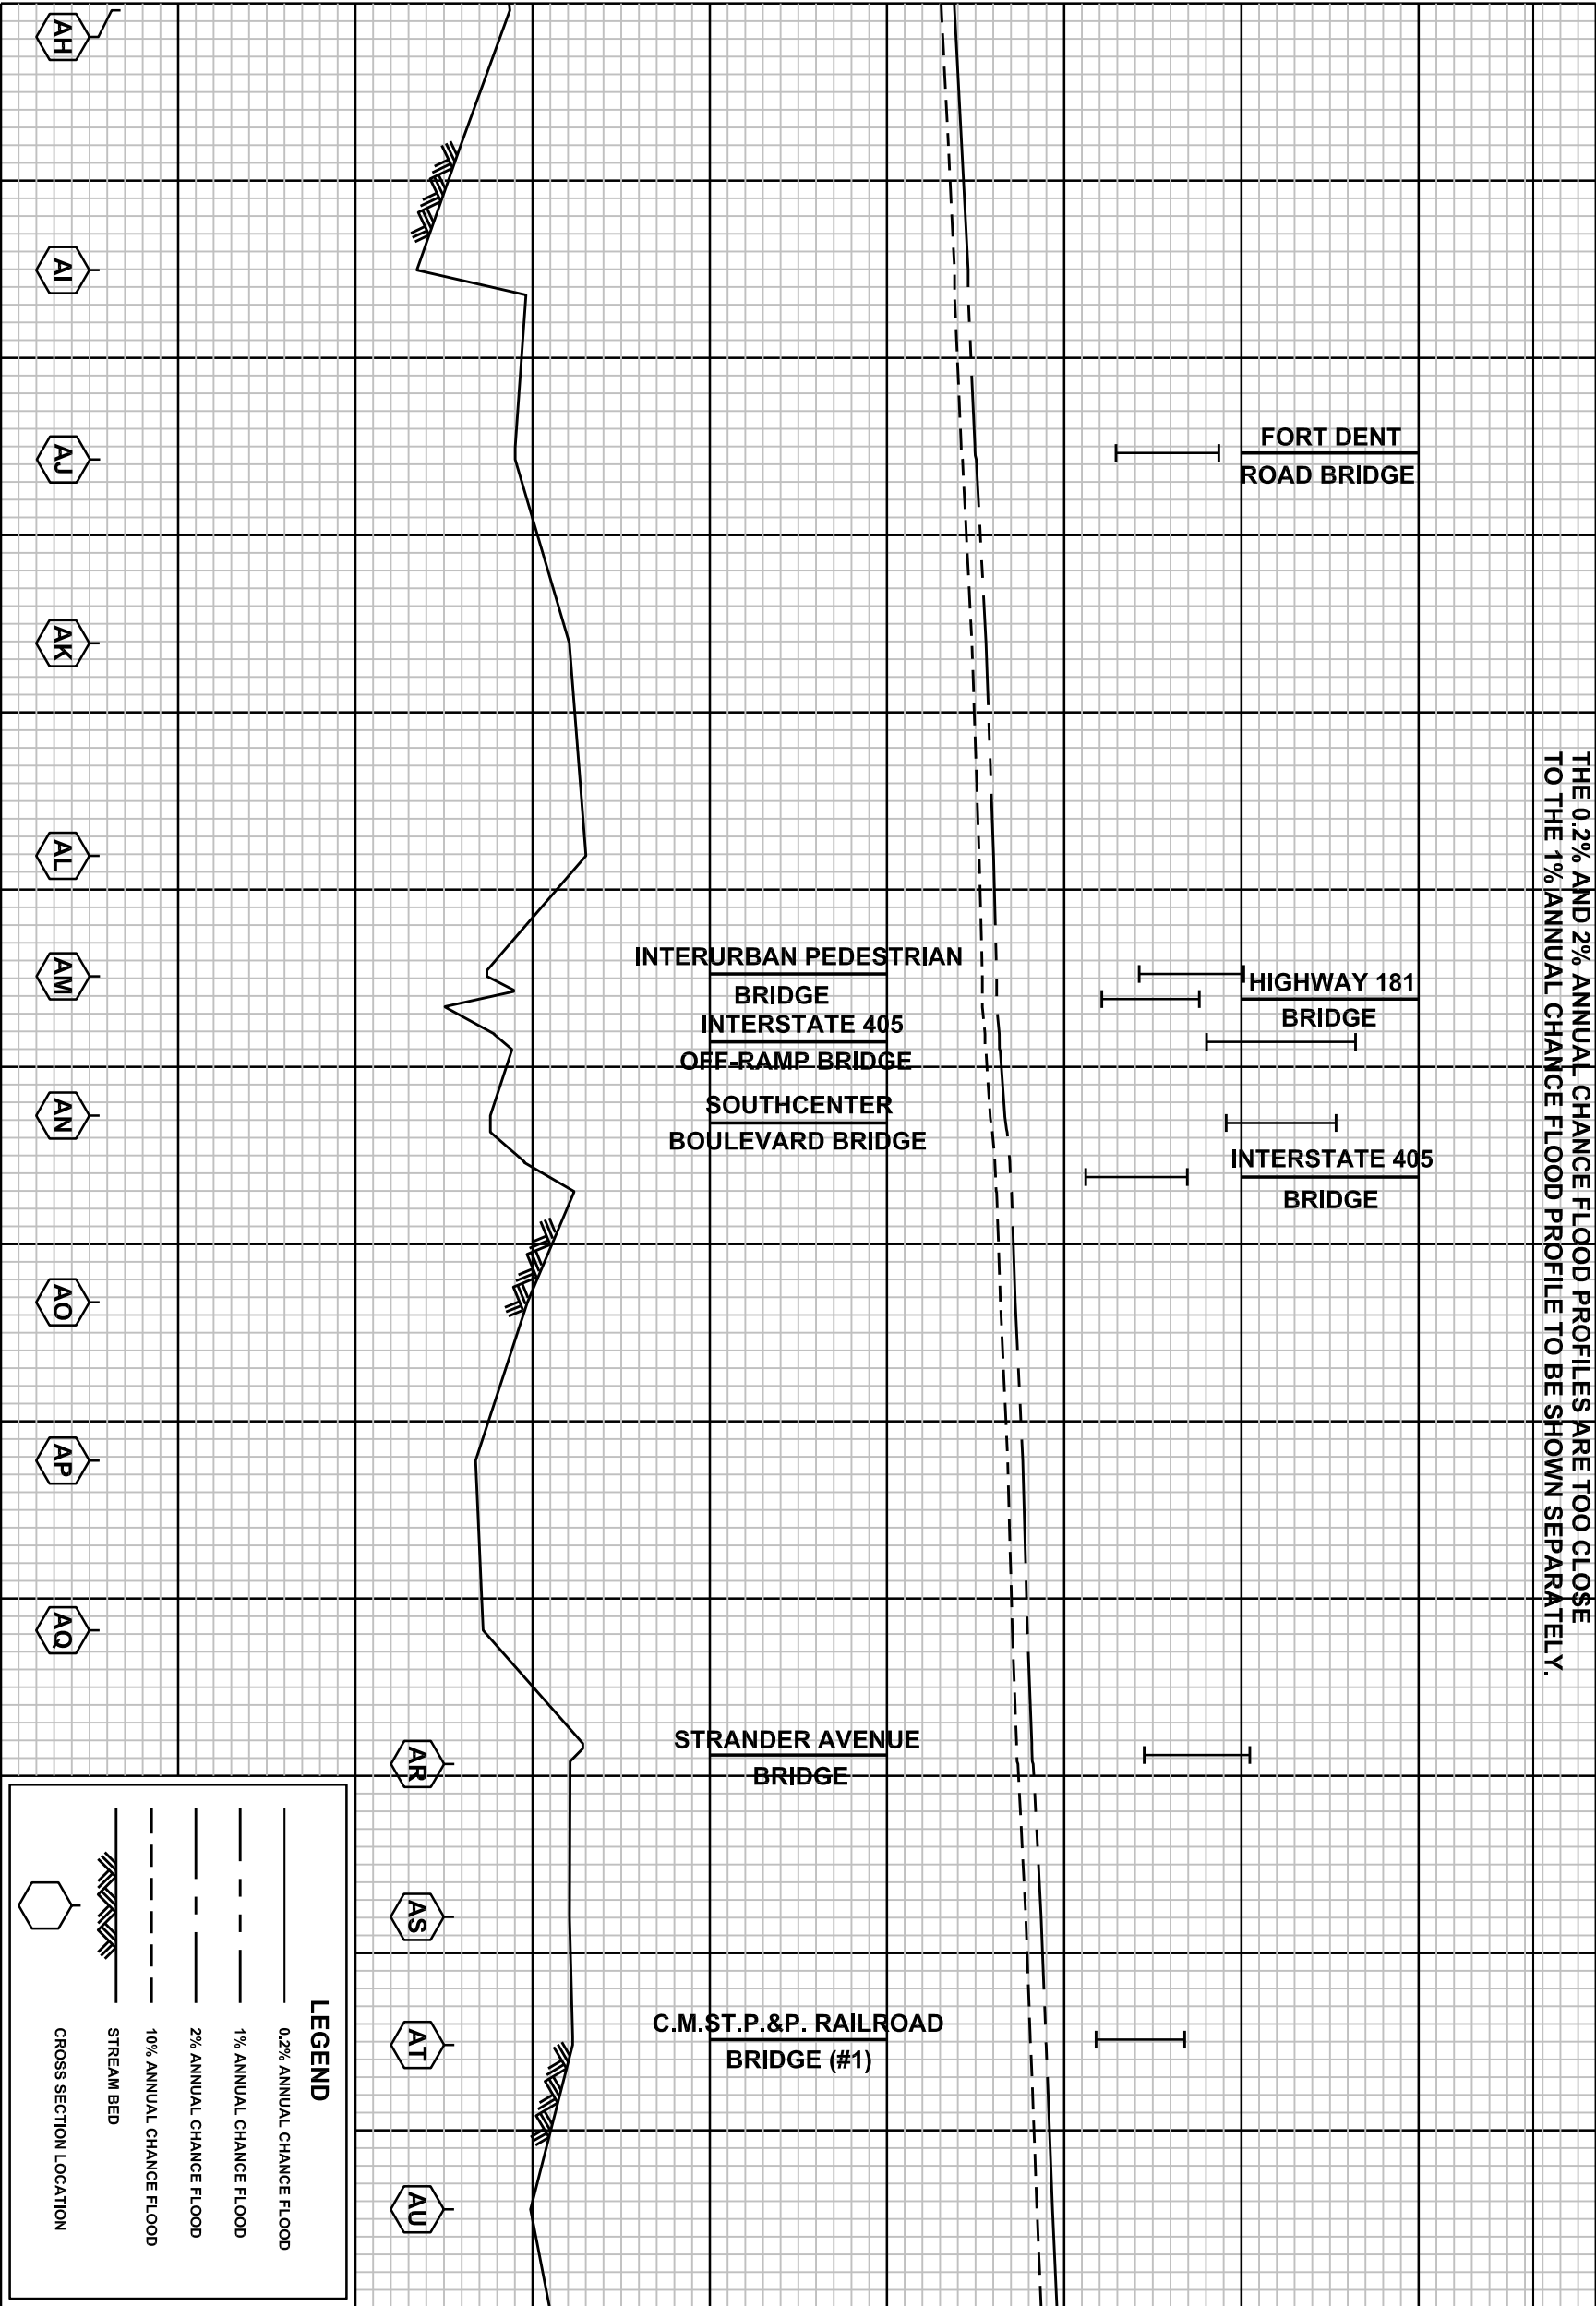 THE 0.2% AND 2% ANNUAL CHANCE FLOOD PROFILES ARE TOO CLOSE
TO THE 1% ANNUAL CHANCE FLOOD PROFILE TO BE SHOWN SEPARATELY.
FORT DENT
ROAD BRIDGE
INTERURBAN PEDESTRIAN
BRIDGE
HIGHWAY 181
BRIDGE
INTERSTATE 405
OFF-RAMP BRIDGE
SOUTHCENTER
BOULEVARD BRIDGE
INTERSTATE 405
BRIDGE
STRANDER AVENUE
BRIDGE
C.M.ST.P.&P. RAILROAD
BRIDGE (#1)
AH
AI
AJ
AK
AL
AM
AN
AO
AP
AQ
AR
AS
AT
AU
LEGEND
0.2% ANNUAL CHANCE FLOOD
1% ANNUAL CHANCE FLOOD
2% ANNUAL CHANCE FLOOD
10% ANNUAL CHANCE FLOOD
STREAM BED
CROSS SECTION LOCATION